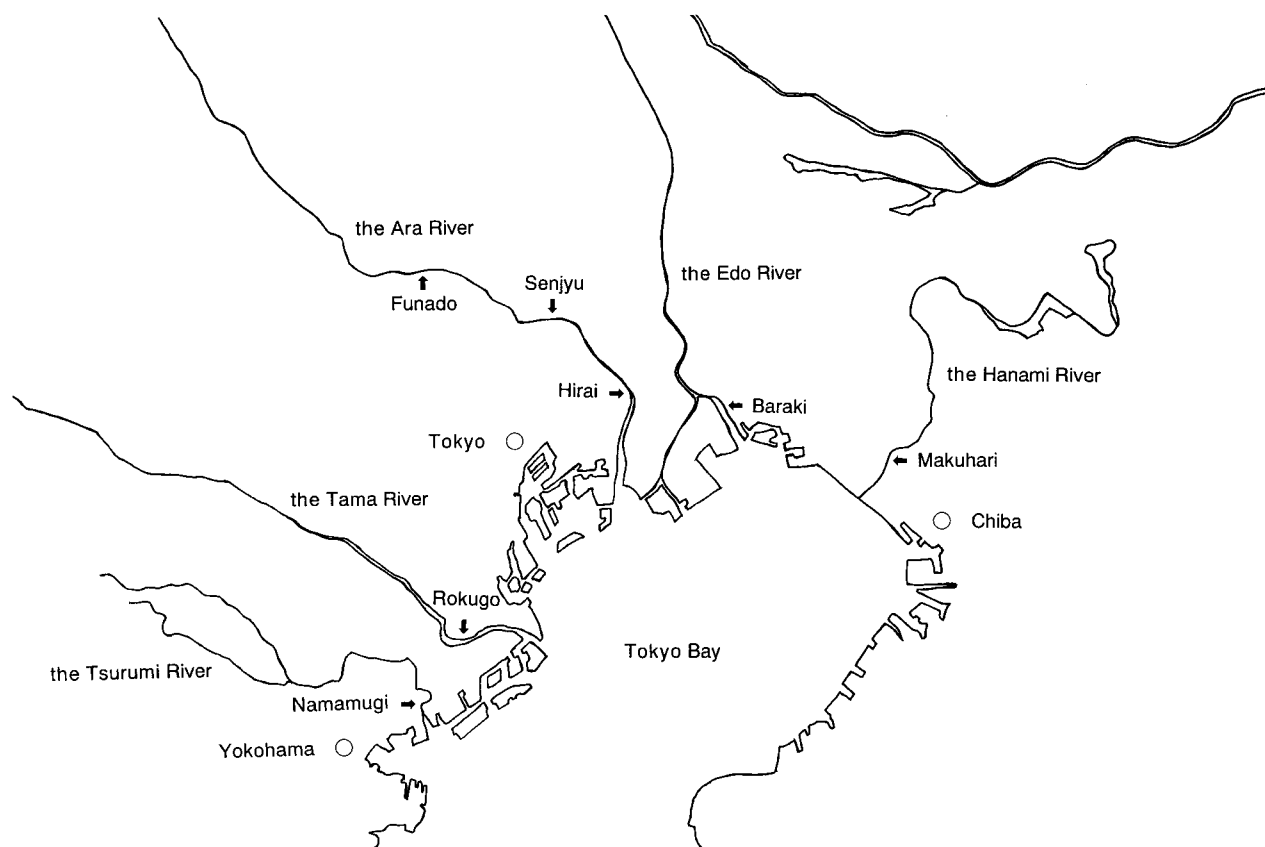 the Ara River
Senjyu
the Edo River
Funado
the Hanami River
Hirai
Baraki
Tokyo
Makuhari
the Tama River
Chiba
Rokugo
Tokyo Bay
the Tsurumi River
Namamugi
Yokohama